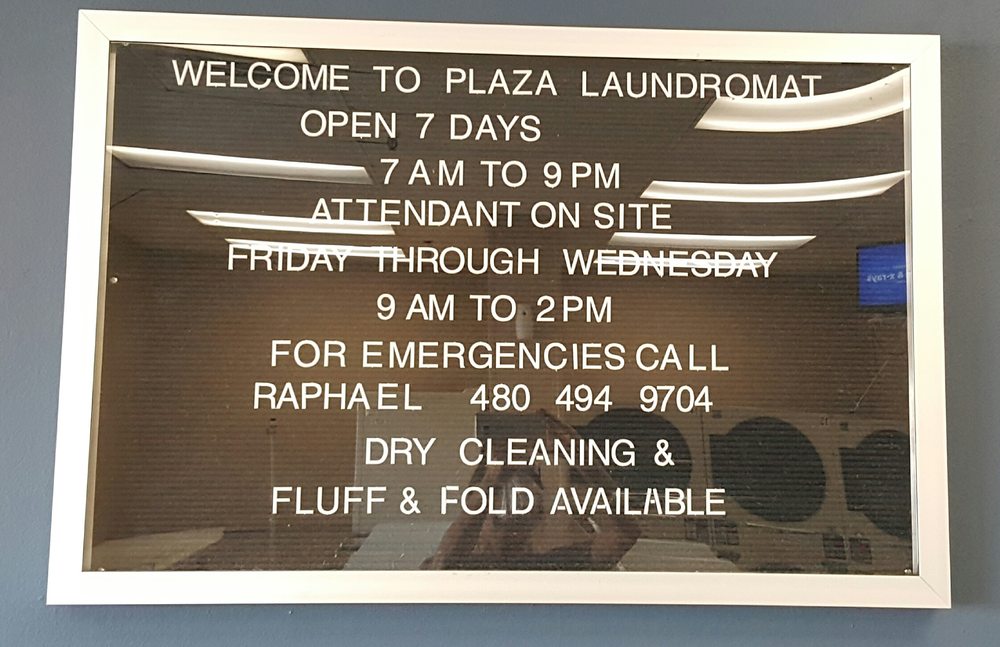 WELCOME TO PLAZA LAUNDROMAT
OPEN 7 DAYS
7 AM TO 9 PM
ATTENDANT ON SITE
FRIDAY THROUGH WEDNESDAY
9 AM TO 2 PM
FOR EMERGENCIES CALL
RAPHAEL 480 494 9704
DRY CLEANING &
FLUFF & FOLD AVAILABLE